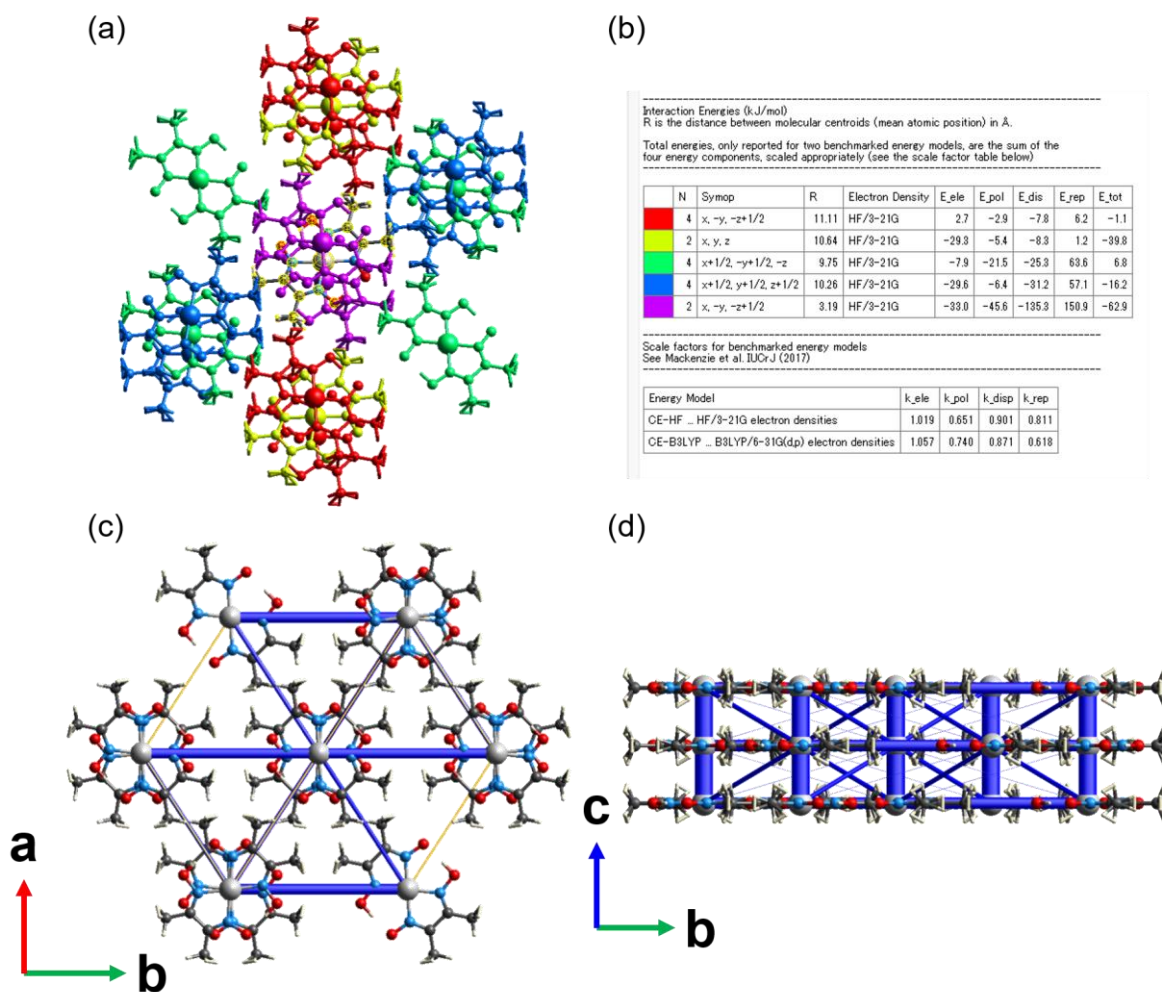 (a)
(b)
Interaction Energies (kJ/mol)
R is the distance between molecular centroids (mean atomic position) in Å.
Total energies, only reported for two benchmarked energy models, are the sum of the
four energy components, scaled appropriately (see the scale factor table below)
N Symop R Electron Density E_ele E_pol E_dis E_rep E_tot
4 x, -y, -z+1/2 11.11 HF/3-21G 2.7 -2.9 -7.8 6.2 -1.1
2 x, y, z 10.64 HF/3-21G -29.3 -5.4 -8.3 1.2 -39.8
4 x+1/2, -y+1/2, -z 9.75 HF/3-21G -7.9 -21.5 -25.3 63.6 6.8
4 x+1/2, y+1/2, z+1/2 10.26 HF/3-21G -29.6 -6.4 -31.2 57.1 -16.2
2 x, -y, -z+1/2 3.19 HF/3-21G -33.0 -45.6 -135.3 150.9 -62.9
Scale factors for benchmarked energy models
See Mackenzie et al. IUCrJ (2017)
Energy Model k_ele k_pol k_disp k_rep
CE-HF ... HF/3-21G electron densities 1.019 0.651 0.901 0.811
CE-B3LYP ... B3LYP/6-31G(d,p) electron densities 1.057 0.740 0.871 0.618
(c)
(d)
a
b
c
b